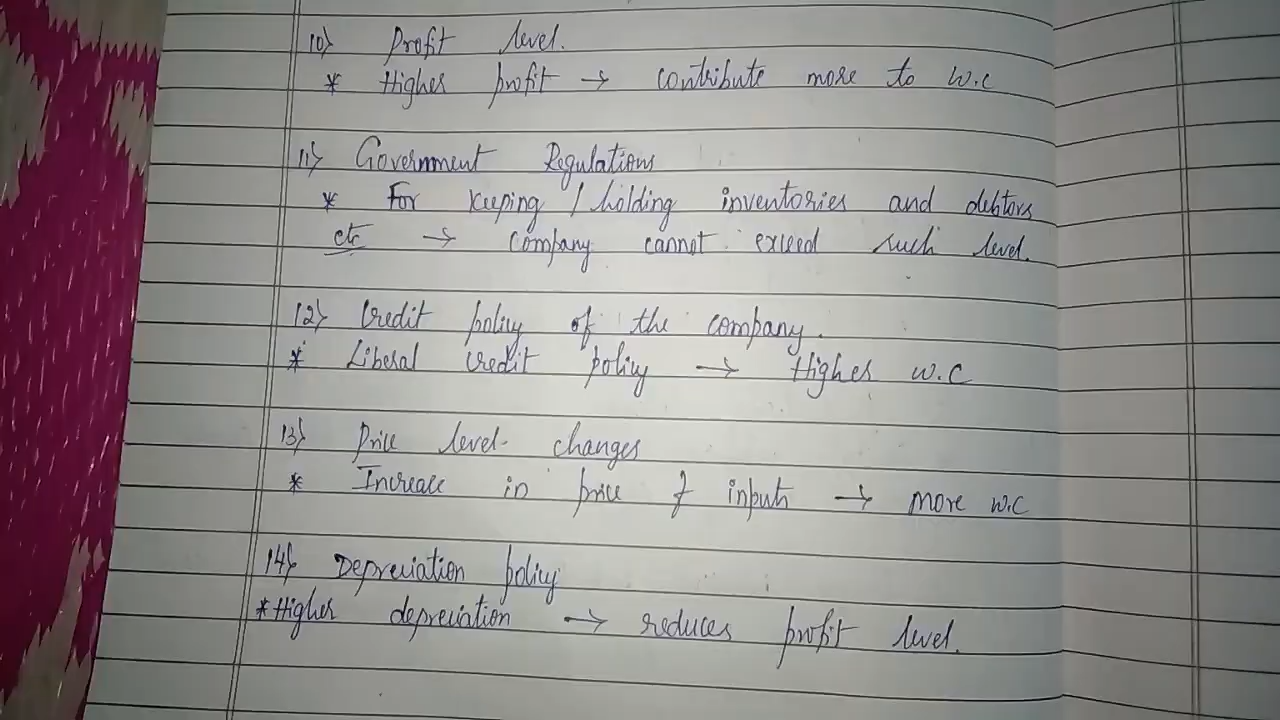 10} Profit level.
* Higher profit → contribute more to W.C
11} Government Regulations
* For keeping / holding inventories and debtors
etc → company cannot exceed such level.
12} Credit policy of the company.
* Liberal credit policy → Higher W.C
13} Price level changes
* Increase in price of inputs → more W.C
14} Depreciation policy
* Higher depreciation → reduces profit level.